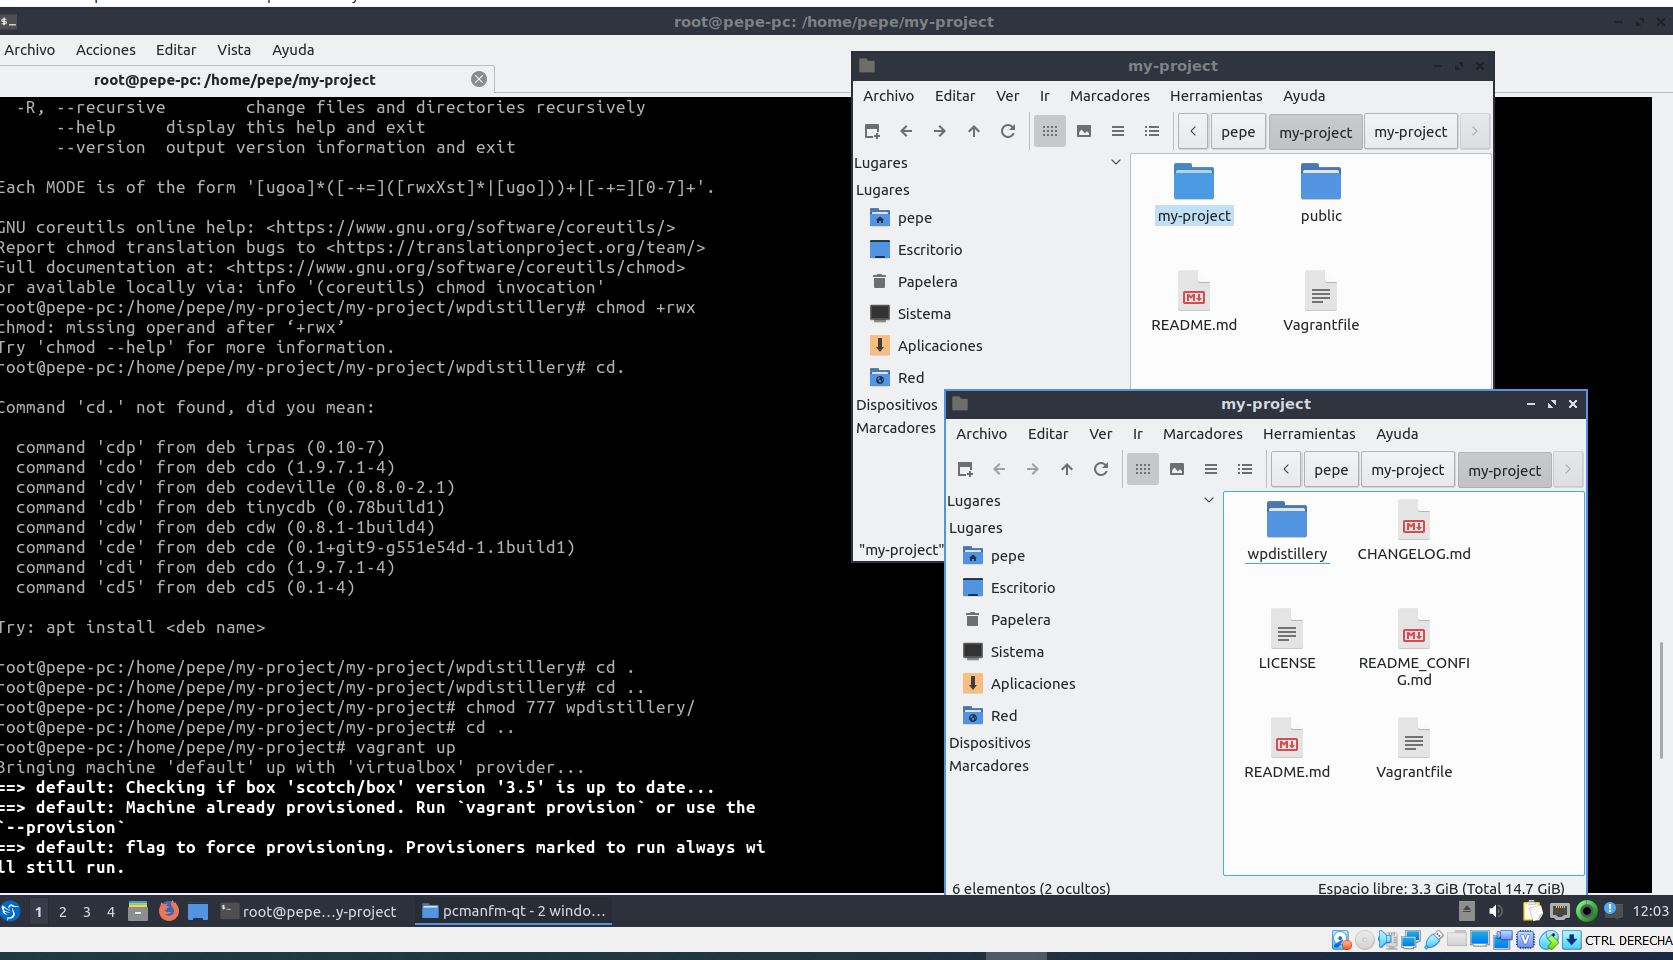 root@pepe-pc: /home/pepe/my-project
Archivo Acciones Editar Vista Ayuda
root@pepe-pc: /home/pepe/my-project
-R, --recursive change files and directories recursively
--help display this help and exit
--version output version information and exit
Each MODE is of the form '[ugoa]*([-+=]([rwxXst]*|[ugo]))+|[-+=][0-7]+'.
GNU coreutils online help: <https://www.gnu.org/software/coreutils/>
Report chmod translation bugs to <https://translationproject.org/team/>
Full documentation at: <https://www.gnu.org/software/coreutils/chmod>
or available locally via: info '(coreutils) chmod invocation'
root@pepe-pc:/home/pepe/my-project/my-project/wpdistillery# chmod +rwx
chmod: missing operand after ‘+rwx’
Try 'chmod --help' for more information.
root@pepe-pc:/home/pepe/my-project/my-project/wpdistillery# cd.
Command 'cd.' not found, did you mean:
command 'cdp' from deb irpas (0.10-7)
command 'cdo' from deb cdo (1.9.7.1-4)
command 'cdv' from deb codeville (0.8.0-2.1)
command 'cdb' from deb tinycdb (0.78build1)
command 'cdw' from deb cdw (0.8.1-1build4)
command 'cde' from deb cde (0.1+git9-g551e54d-1.1build1)
command 'cdi' from deb cdo (1.9.7.1-4)
command 'cd5' from deb cd5 (0.1-4)
Try: apt install <deb name>
root@pepe-pc:/home/pepe/my-project/my-project/wpdistillery# cd .
root@pepe-pc:/home/pepe/my-project/my-project/wpdistillery# cd ..
root@pepe-pc:/home/pepe/my-project/my-project# chmod 777 wpdistillery/
root@pepe-pc:/home/pepe/my-project/my-project# cd ..
root@pepe-pc:/home/pepe/my-project# vagrant up
Bringing machine 'default' up with 'virtualbox' provider...
==> default: Checking if box 'scotch/box' version '3.5' is up to date...
==> default: Machine already provisioned. Run `vagrant provision` or use the
`--provision`
==> default: flag to force provisioning. Provisioners marked to run always wi
ll still run.
my-project
Archivo Editar Ver Ir Marcadores Herramientas Ayuda
pepe my-project my-project
Lugares
Lugares
pepe
Escritorio
Papelera
Sistema
Aplicaciones
Red
Dispositivos
Marcadores
my-project public
README.md Vagrantfile
"my-project"
my-project
Archivo Editar Ver Ir Marcadores Herramientas Ayuda
pepe my-project my-project
Lugares
Lugares
pepe
Escritorio
Papelera
Sistema
Aplicaciones
Red
Dispositivos
Marcadores
wpdistillery CHANGELOG.md
LICENSE README_CONFI
G.md
README.md Vagrantfile
6 elementos (2 ocultos) Espacio libre: 3.3 GiB (Total 14.7 GiB)
1 2 3 4 root@pepe...y-project pcmanfm-qt - 2 windo... 12:03
CTRL DERECHA